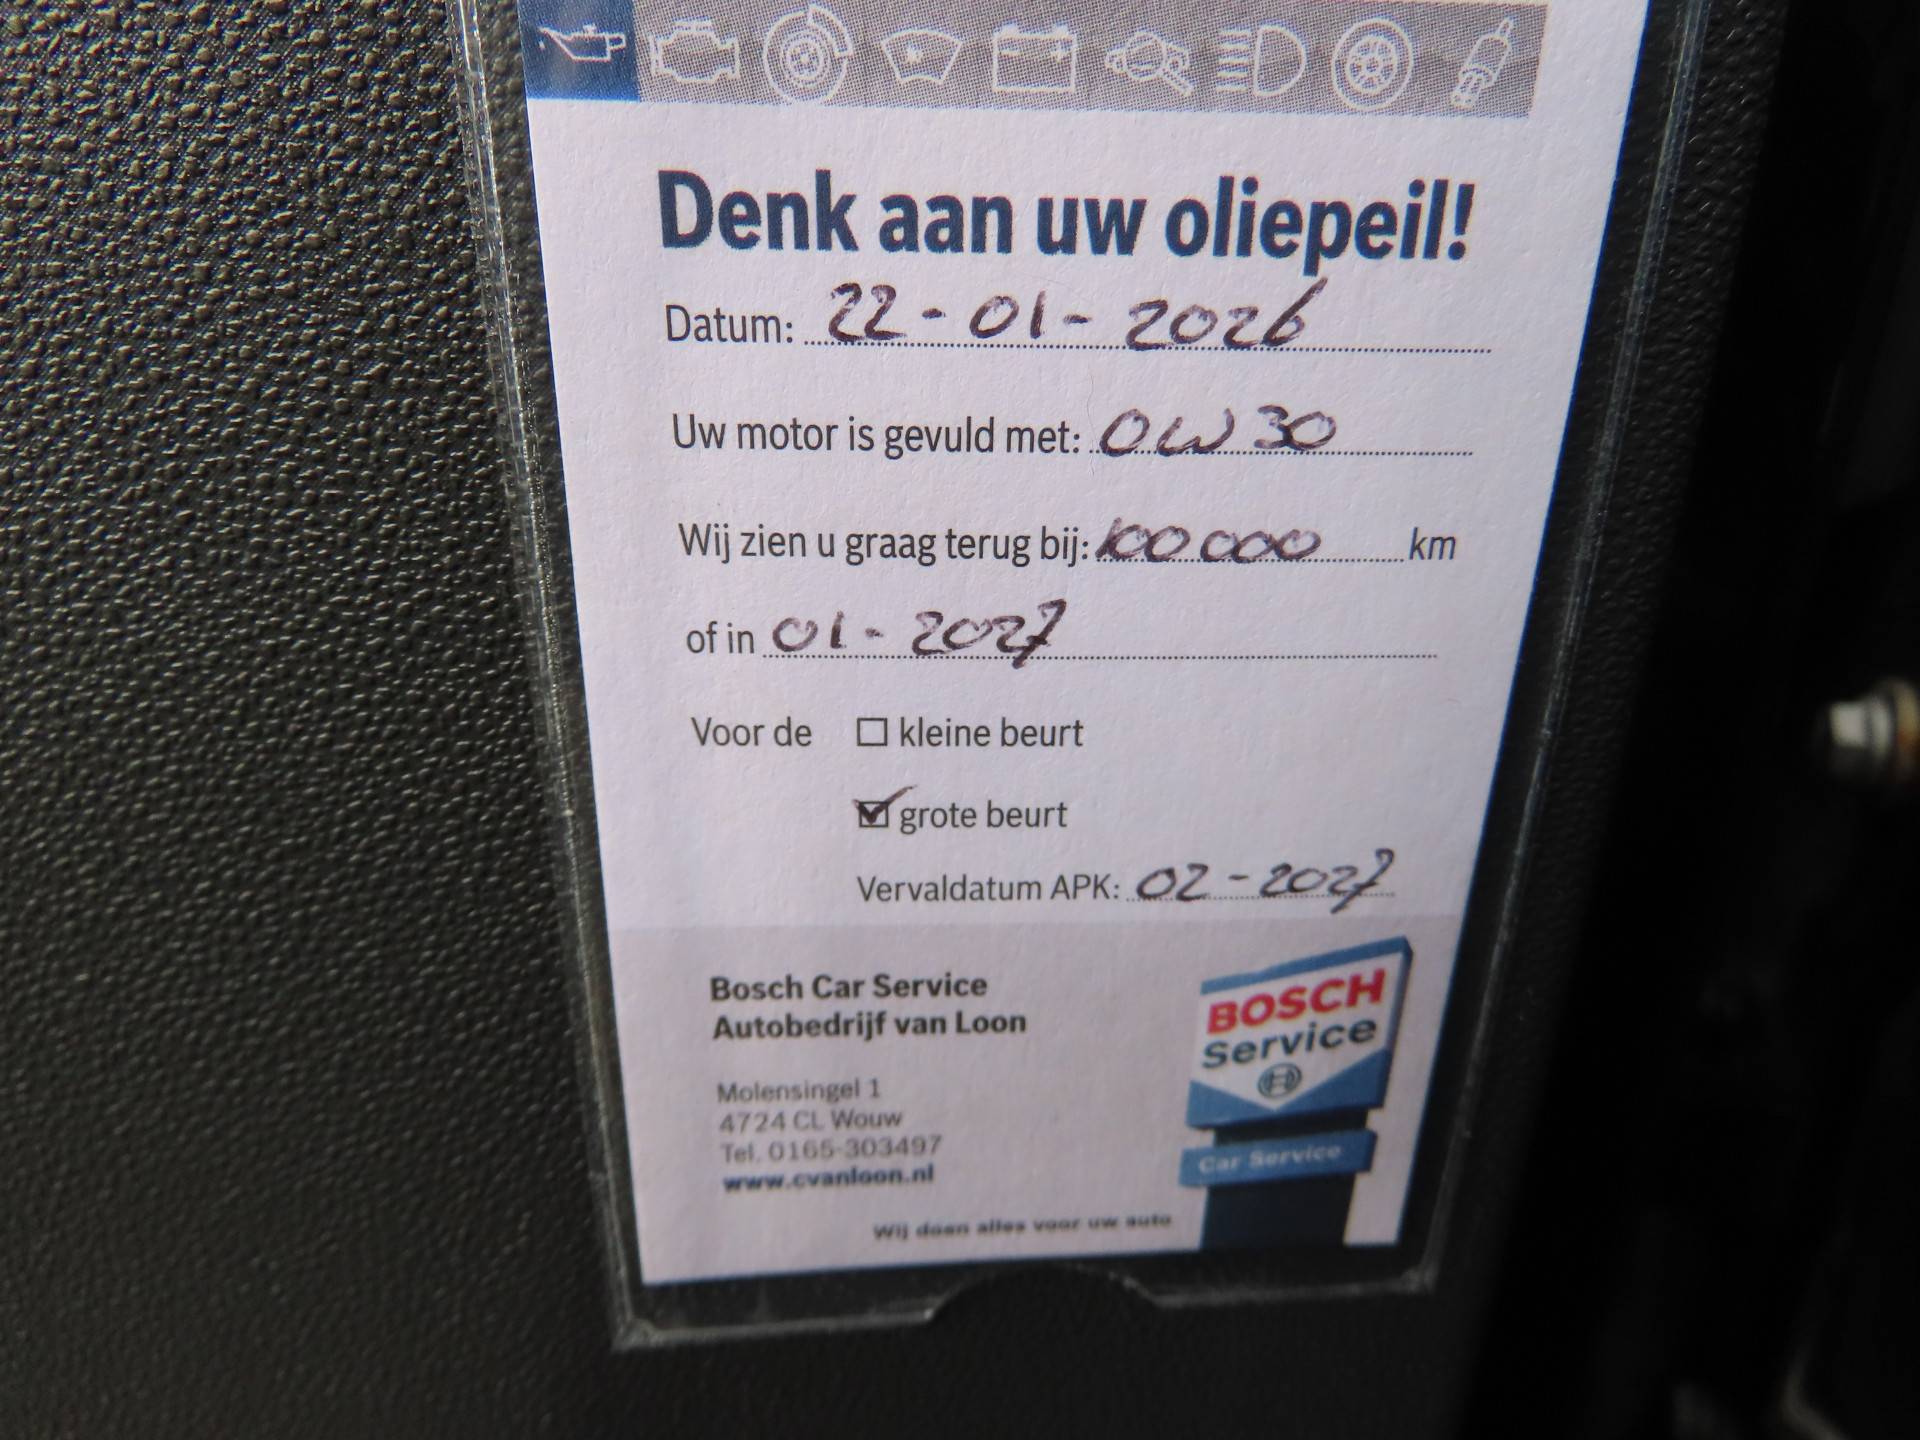 Denk aan uw oliepeil!
Datum: 22-01-2026
Uw motor is gevuld met: 0W30
Wij zien u graag terug bij: 100 000 km
of in 01-2027
Voor de kleine beurt
grote beurt
Vervaldatum APK: 02-2027
Bosch Car Service
Autobedrijf van Loon
Molensingel 1
4724 CL Wouw
Tel. 0165-303497
www.cvanloon.nl
Wij doen alles voor uw auto
BOSCH
Service
Car Service